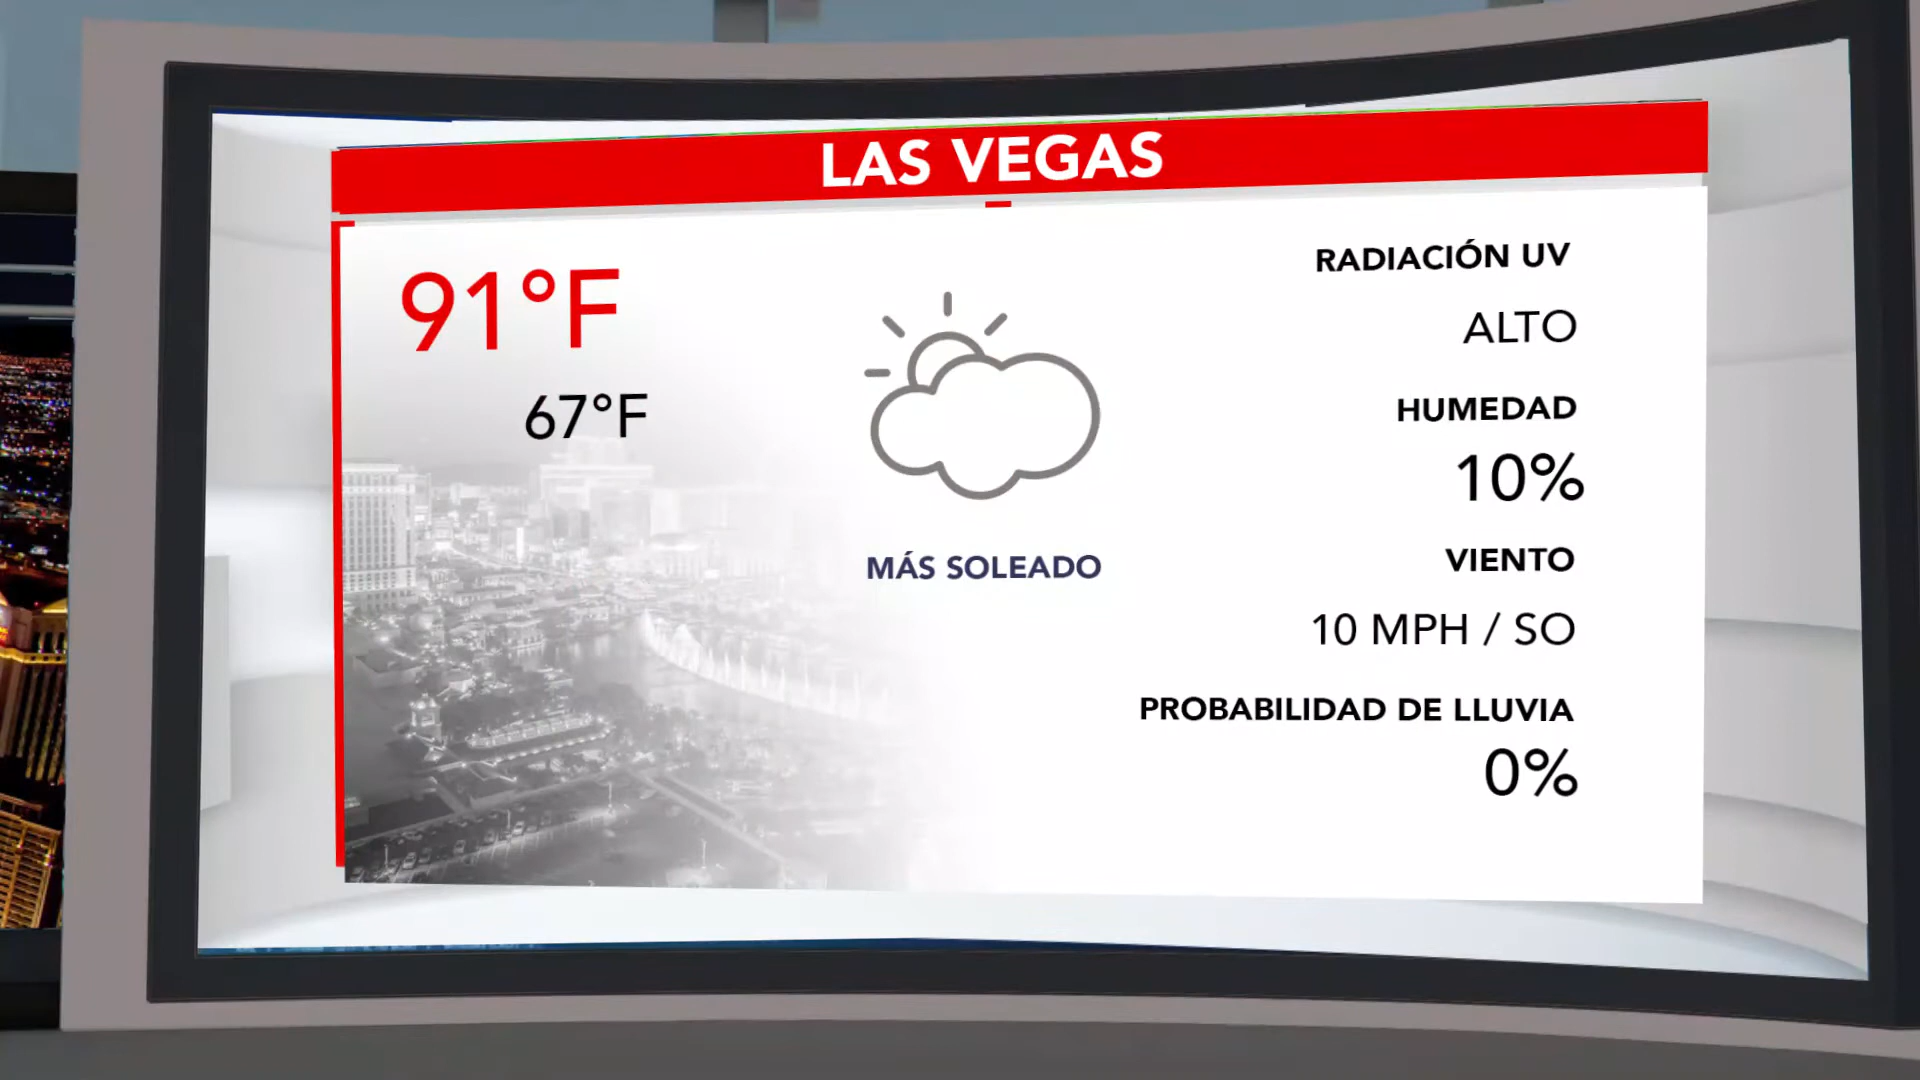 LAS VEGAS
91°F
67°F
MÁS SOLEADO
RADIACIÓN UV
ALTO
HUMEDAD
10%
VIENTO
10 MPH / SO
PROBABILIDAD DE LLUVIA
0%